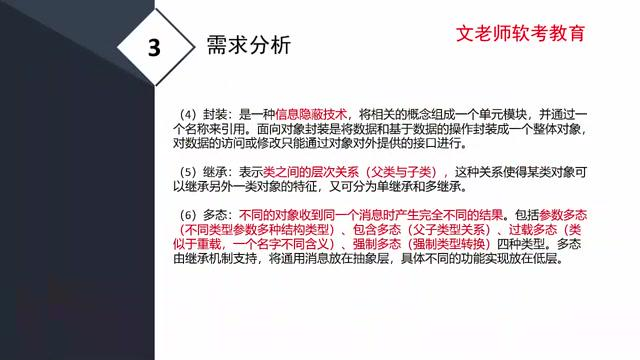 3
需求分析
文老师软考教育
（4）封装：是一种信息隐蔽技术，将相关的概念组成一个单元模块，并通过一
个名称来引用。面向对象封装是将数据和基于数据的操作封装成一个整体对象，
对数据的访问或修改只能通过对象对外提供的接口进行。
（5）继承：表示类之间的层次关系（父类与子类），这种关系使得某类对象可
以继承另外一类对象的特征，又可分为单继承和多继承。
（6）多态：不同的对象收到同一个消息时产生完全不同的结果。包括参数多态
（不同类型参数多种结构类型）、包含多态（父子类型关系）、过载多态（类
似于重载，一个名字不同含义）、强制多态（强制类型转换）四种类型。多态
由继承机制支持，将通用消息放在抽象层，具体不同的功能实现放在低层。